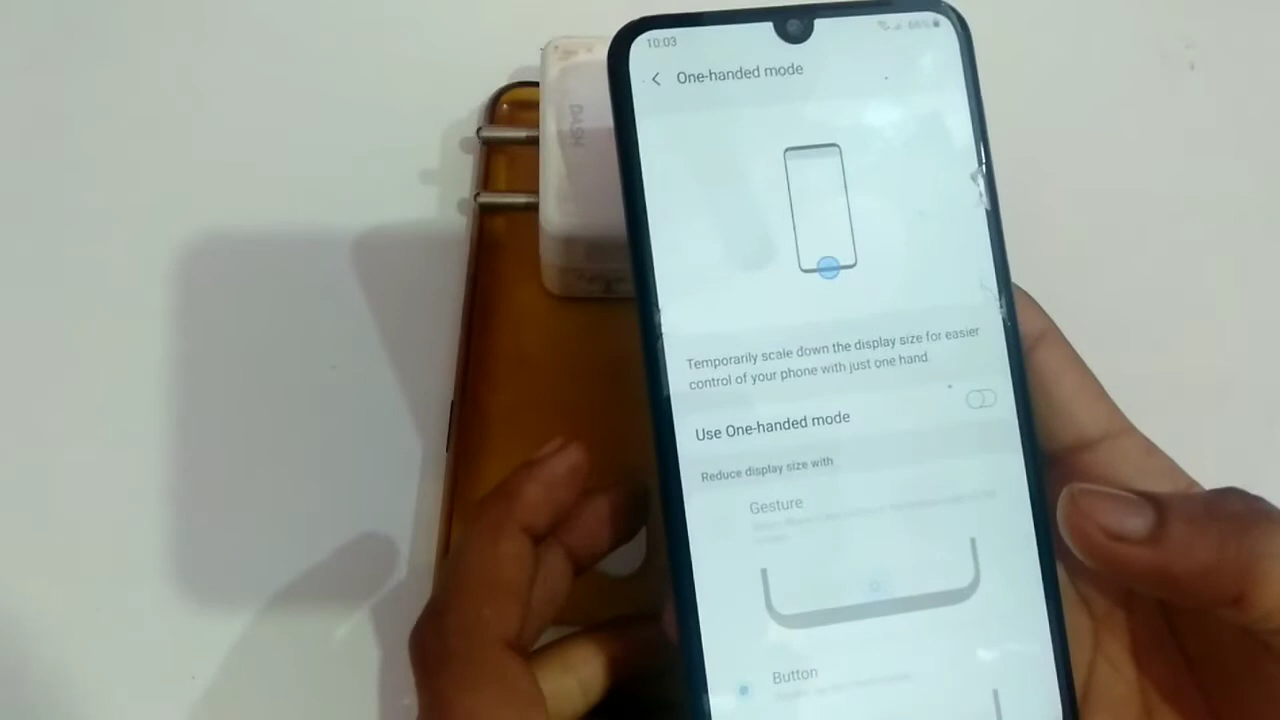 10:03
66%
One-handed mode
DASH
Temporarily scale down the display size for easier
control of your phone with just one hand.
Use One-handed mode
Reduce display size with
Gesture
Button